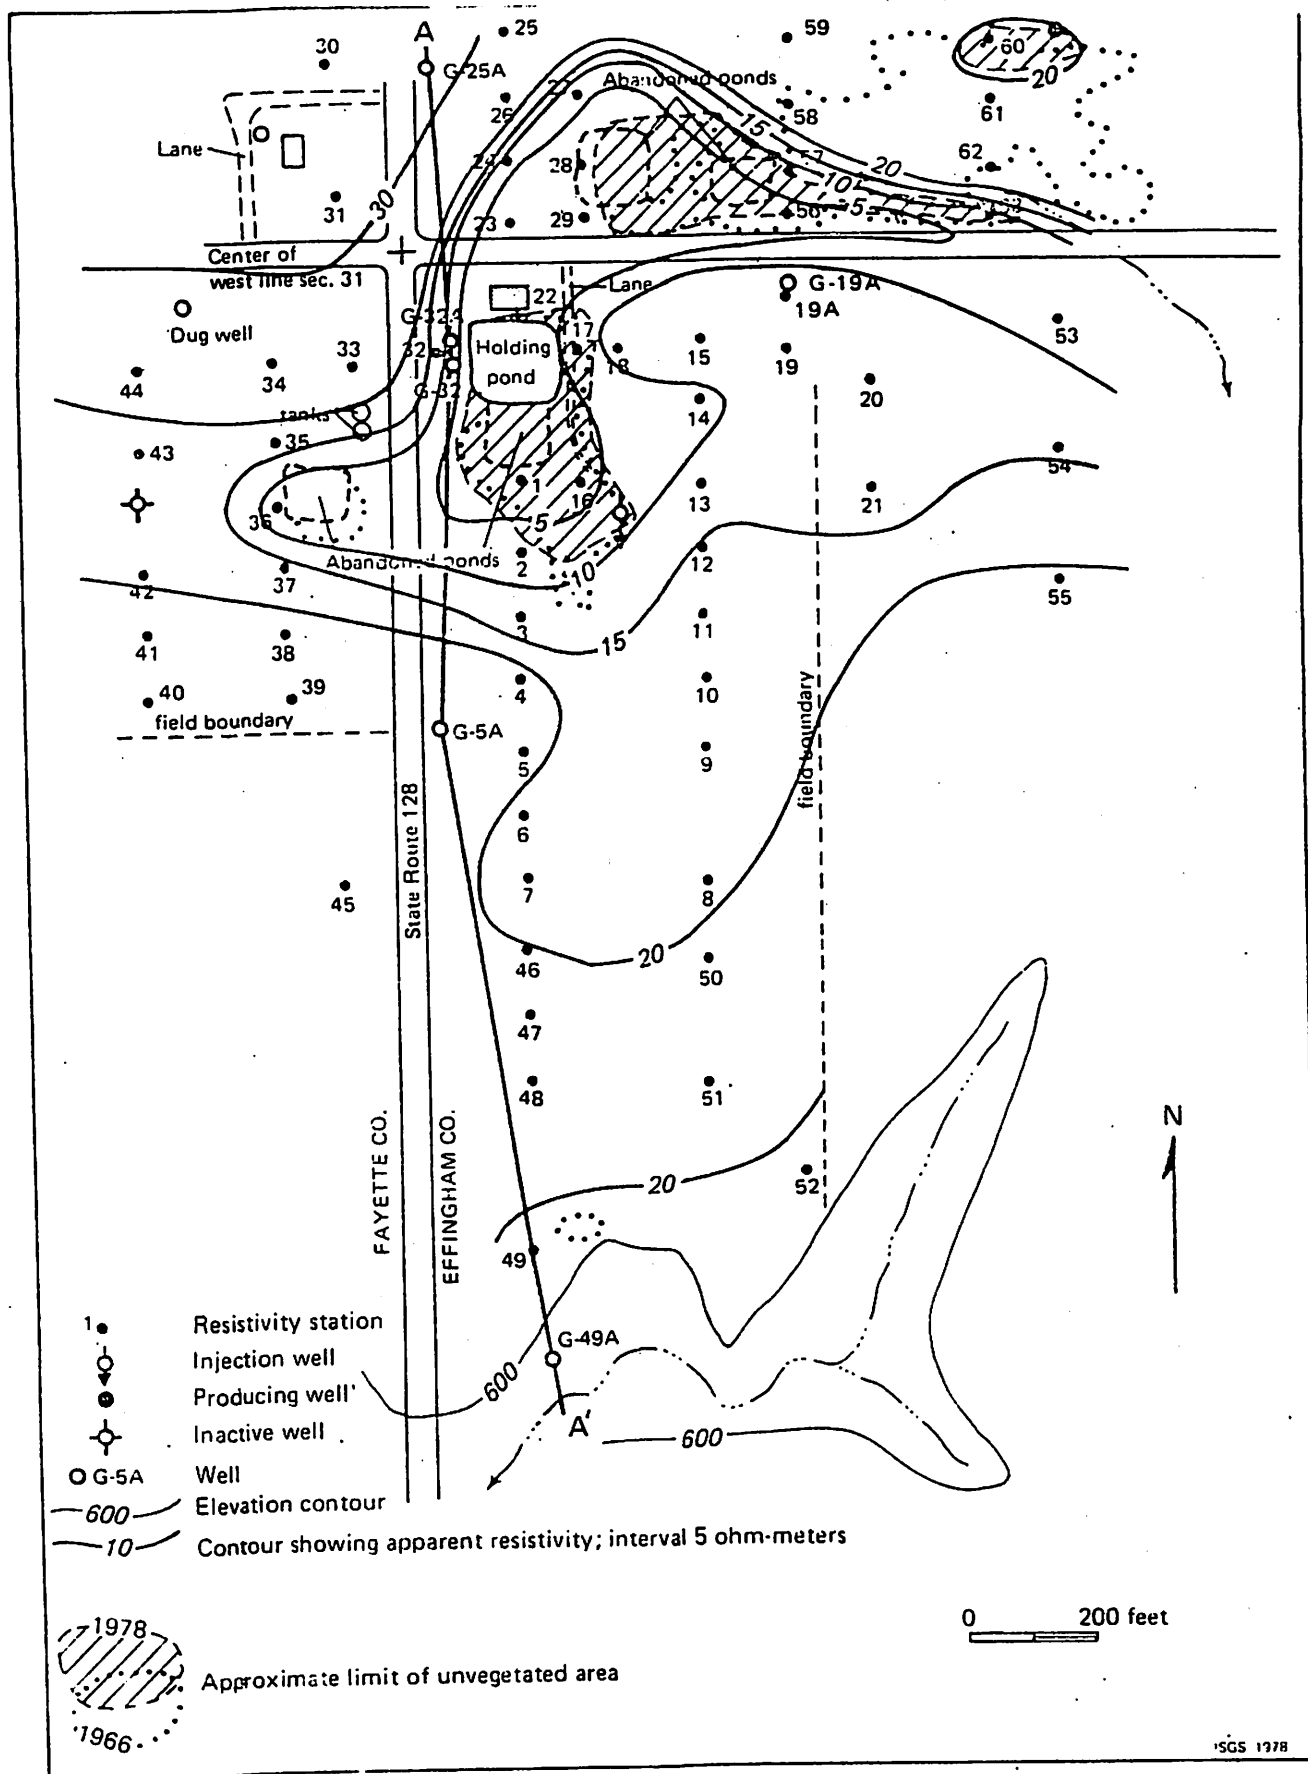 A
25
59
30
G-25A
60
20
27
Abandoned ponds
26
58
61
15
Lane
24
28
62
20
10
5
56
31
30
23
29
Center of
west line sec. 31
22
Lane
G-19A
19A
Dug well
G-32A
17
53
33
32
Holding
pond
18
15
19
44
34
G-32
20
tanks
14
43
35
54
1
16
13
21
36
5
Abandoned ponds
2
10
12
42
37
55
3
15
11
41
38
4
10
40
39
field boundary
G-5A
field boundary
5
9
State Route 128
6
7
8
45
46
20
50
47
48
51
N
FAYETTE CO.
EFFINGHAM CO.
20
52
49
G-49A
600
A'
600
1 Resistivity station
Injection well
Producing well
Inactive well
G-5A Well
600 Elevation contour
10 Contour showing apparent resistivity; interval 5 ohm-meters
0 200 feet
1978
Approximate limit of unvegetated area
1966
ISGS 1978